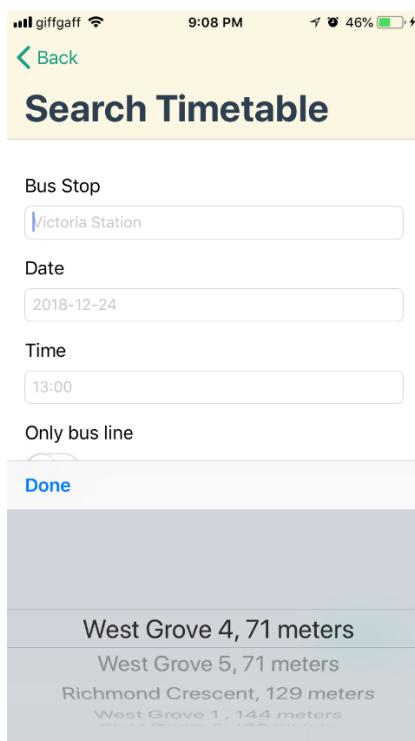 giffgaff 9:08 PM 46%
Back
Search Timetable
Bus Stop
Victoria Station
Date
2018-12-24
Time
13:00
Only bus line
Done
West Grove 4, 71 meters
West Grove 5, 71 meters
Richmond Crescent, 129 meters
West Grove 1 , 144 meters